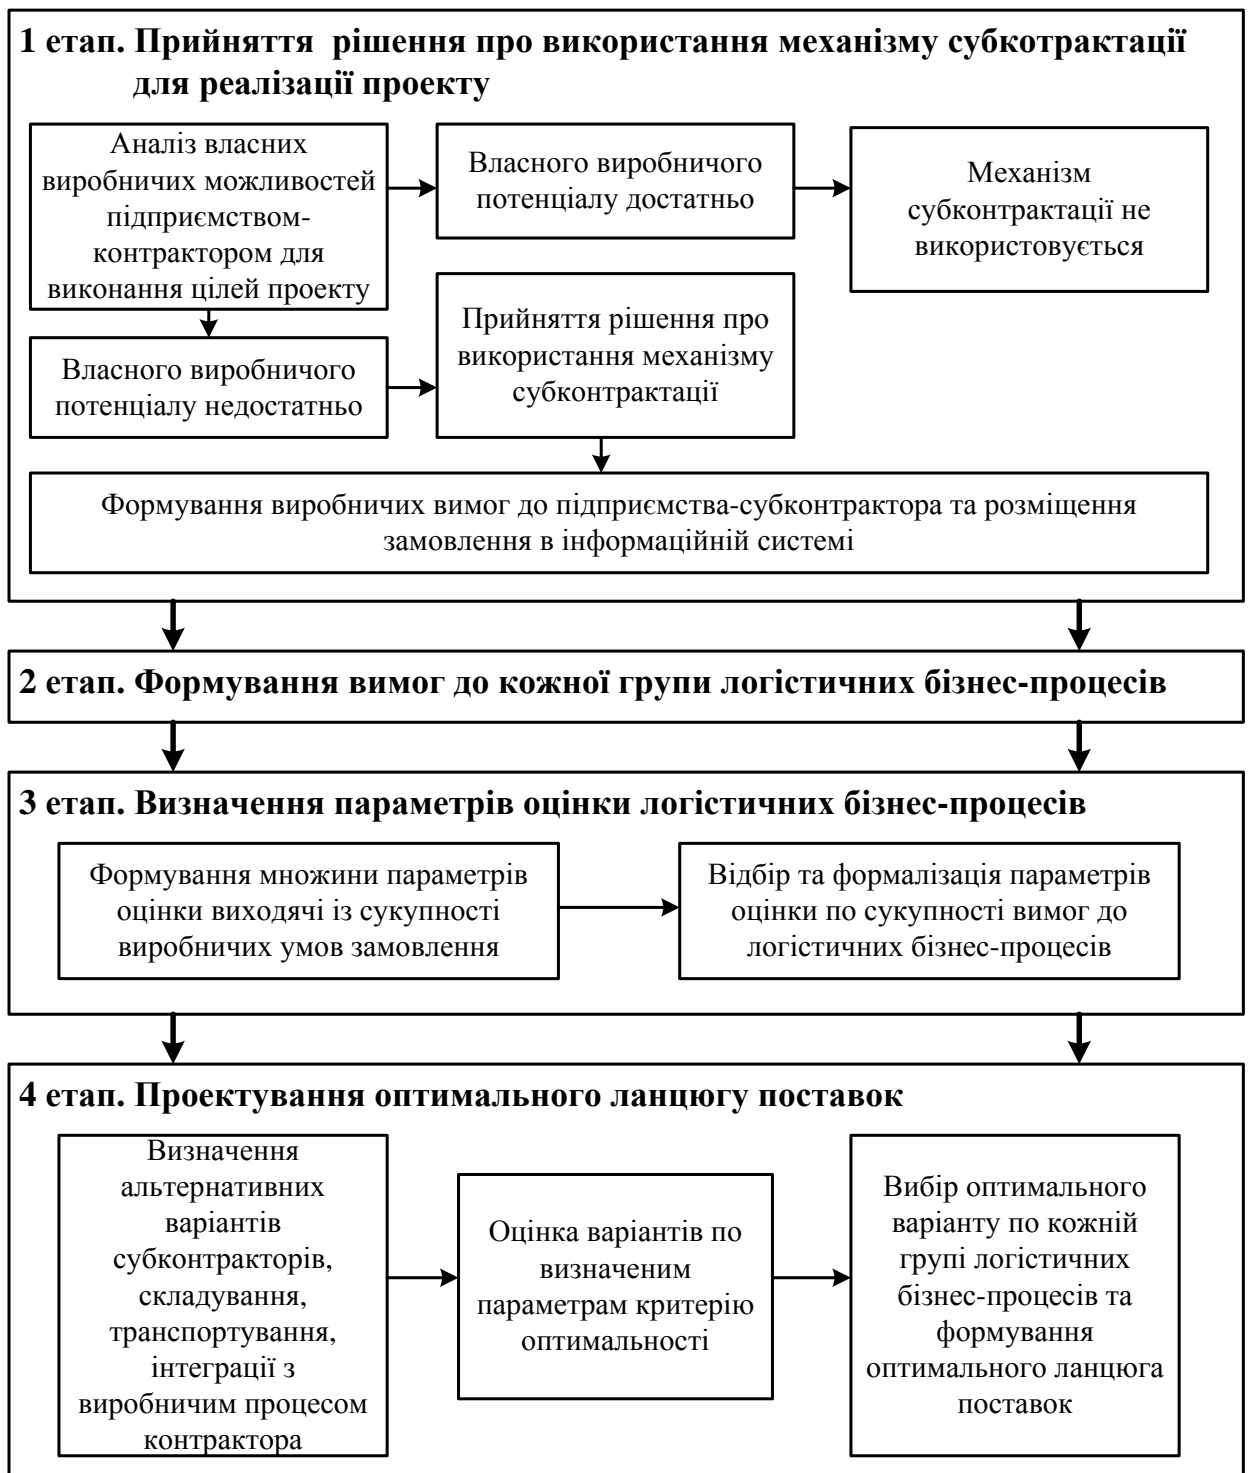 1 етап. Прийняття рішення про використання механізму субкотрактації
для реалізації проекту
Аналіз власних
виробничих можливостей
підприємством-
контрактором для
виконання цілей проекту
Власного виробничого
потенціалу достатньо
Механізм
субконтрактації не
використовується
Власного виробничого
потенціалу недостатньо
Прийняття рішення про
використання механізму
субконтрактації
Формування виробничих вимог до підприємства-субконтрактора та розміщення
замовлення в інформаційній системі
2 етап. Формування вимог до кожної групи логістичних бізнес-процесів
3 етап. Визначення параметрів оцінки логістичних бізнес-процесів
Формування множини параметрів
оцінки виходячі із сукупності
виробничих умов замовлення
Відбір та формалізація параметрів
оцінки по сукупності вимог до
логістичних бізнес-процесів
4 етап. Проектування оптимального ланцюгу поставок
Визначення
альтернативних
варіантів
субконтракторів,
складування,
транспортування,
інтеграції з
виробничим процесом
контрактора
Оцінка варіантів по
визначеним
параметрам критерію
оптимальності
Вибір оптимального
варіанту по кожній
групі логістичних
бізнес-процесів та
формування
оптимального ланцюга
поставок